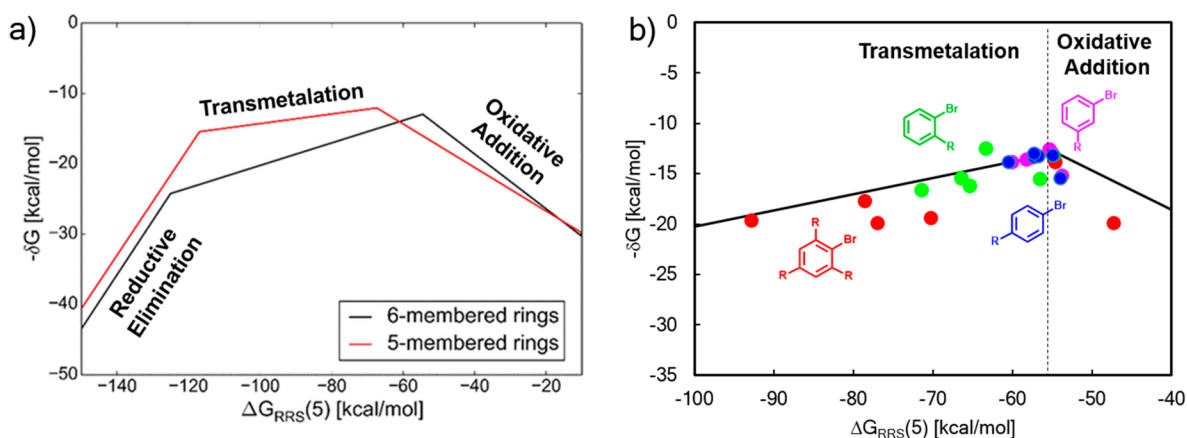 a)
-δG [kcal/mol]
-0
−10
−20
−30
−40
−50
Transmetalation
Oxidative
Addition
Reductive
Elimination
6-membered rings
5-membered rings
−140
−120
−100
−80
−60
−40
−20
ΔGRRS(5) [kcal/mol]
b)
-δG [kcal/mol]
0
-5
-10
-15
-20
-25
-30
-35
Transmetalation
Oxidative
Addition
Br
R
Br
R
R
Br
R
R
Br
R
-100
-90
-80
-70
-60
-50
-40
ΔGRRS(5) [kcal/mol]